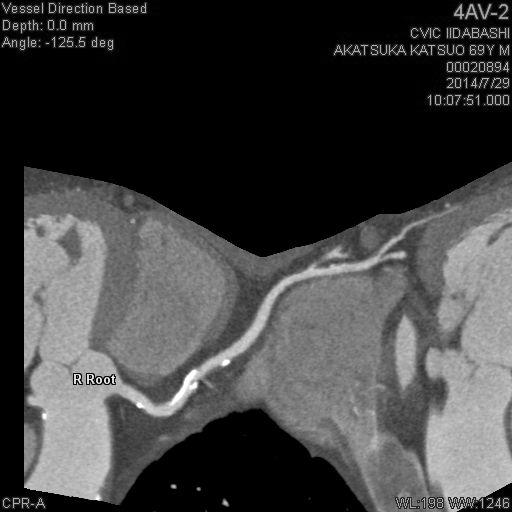 Vessel Direction Based
Depth: 0.0 mm
Angle: -125.5 deg
4AV-2
CVIC IIDABASHI
AKATSUKA KATSUO 69Y M
00020894
2014/7/29
10:07:51.000
R Root
CPR-A
WL:198 WW:1246